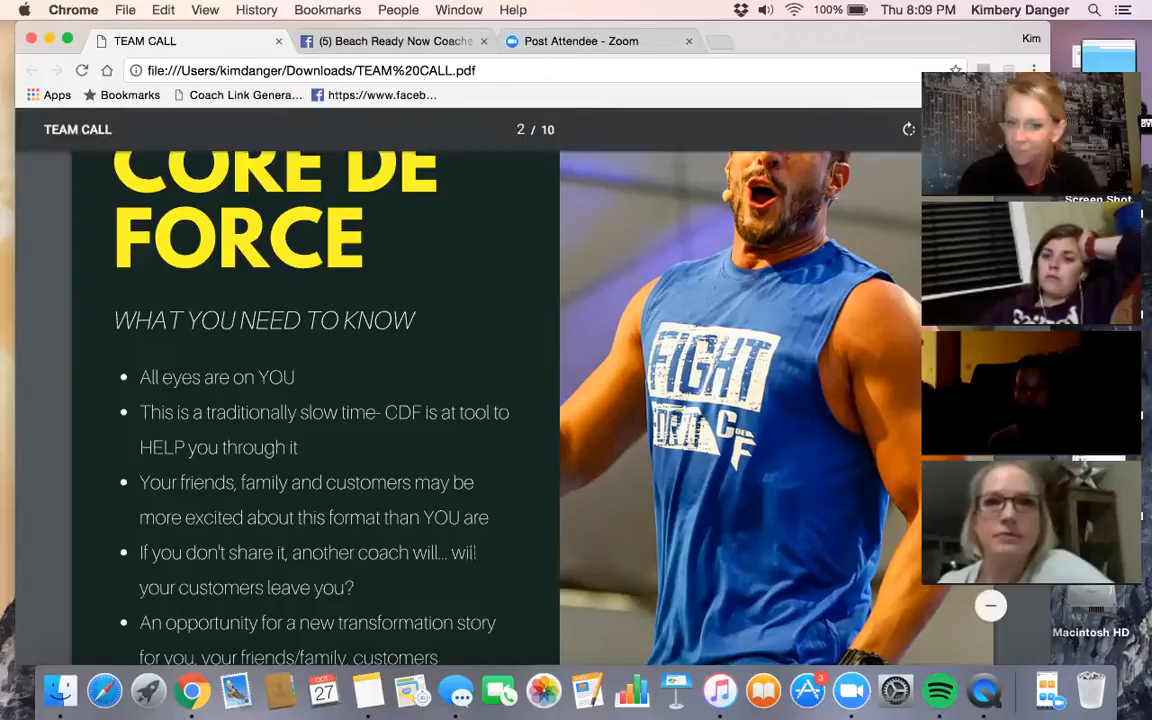 Chrome File Edit View History Bookmarks People Window Help 100% Thu 8:09 PM Kimbery Danger
TEAM CALL (5) Beach Ready Now Coache Post Attendee - Zoom Kim
file:///Users/kimdanger/Downloads/TEAM%20CALL.pdf
Apps Bookmarks Coach Link Genera... https://www.faceb...
TEAM CALL 2 / 10
CORE DE
FORCE
WHAT YOU NEED TO KNOW
• All eyes are on YOU
• This is a traditionally slow time- CDF is at tool to
HELP you through it
• Your friends, family and customers may be
more excited about this format than YOU are
• If you don't share it, another coach will... will
your customers leave you?
• An opportunity for a new transformation story
for you, your friends/family, customers
FIGHT
Screen Shot
Macintosh HD
OCT
27
3